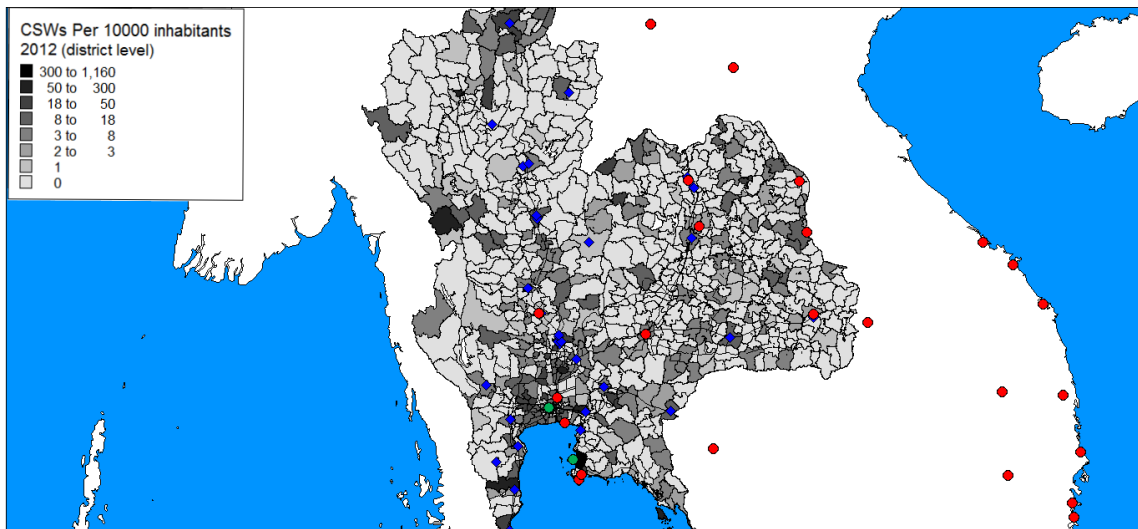 CSWs Per 10000 inhabitants
2012 (district level)
300 to 1,160
50 to 300
18 to 50
8 to 18
3 to 8
2 to 3
1
0